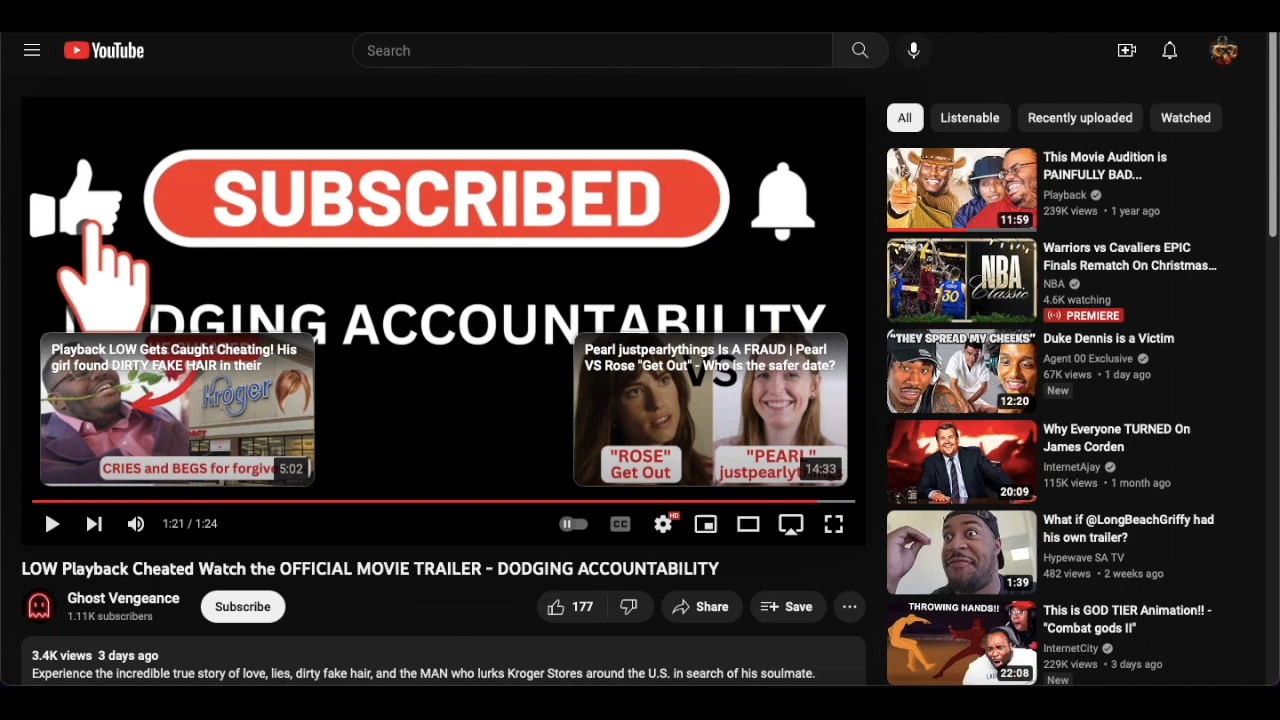 YouTube
Search
SUBSCRIBED
DODGING ACCOUNTABILITY
VS
Playback LOW Gets Caught Cheating! His
girl found DIRTY FAKE HAIR in their
Kroger
CRIES and BEGS for forgive
5:02
Pearl justpearlythings Is A FRAUD | Pearl
VS Rose "Get Out" - Who is the safer date?
"ROSE"
Get Out
"PEARL"
justpearlyt
14:33
1:21 / 1:24
CC
HD
LOW Playback Cheated Watch the OFFICIAL MOVIE TRAILER - DODGING ACCOUNTABILITY
Ghost Vengeance
1.11K subscribers
Subscribe
177
Share
Save
3.4K views 3 days ago
Experience the incredible true story of love, lies, dirty fake hair, and the MAN who lurks Kroger Stores around the U.S. in search of his soulmate.
All
Listenable
Recently uploaded
Watched
11:59
This Movie Audition is
PAINFULLY BAD...
Playback
239K views • 1 year ago
NBA
Classic
30
Warriors vs Cavaliers EPIC
Finals Rematch On Christmas...
NBA
4.6K watching
PREMIERE
"THEY SPREAD MY CHEEKS"
12:20
Duke Dennis is a Victim
Agent 00 Exclusive
67K views • 1 day ago
New
20:09
Why Everyone TURNED On
James Corden
InternetAjay
115K views • 1 month ago
1:39
What if @LongBeachGriffy had
his own trailer?
Hypewave SA TV
482 views • 2 weeks ago
THROWING HANDS!!
22:08
This is GOD TIER Animation!! -
"Combat gods II"
InternetCity
229K views • 3 days ago
New